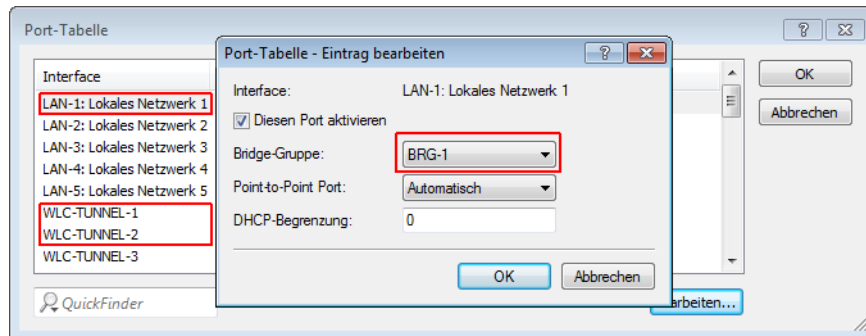 Port-Tabelle
Interface
LAN-1: Lokales Netzwerk 1
LAN-2: Lokales Netzwerk 2
LAN-3: Lokales Netzwerk 3
LAN-4: Lokales Netzwerk 4
LAN-5: Lokales Netzwerk 5
WLC-TUNNEL-1
WLC-TUNNEL-2
WLC-TUNNEL-3
QuickFinder
Port-Tabelle - Eintrag bearbeiten
Interface: LAN-1: Lokales Netzwerk 1
Diesen Port aktivieren
Bridge-Gruppe: BRG-1
Point-to-Point Port: Automatisch
DHCP-Begrenzung: 0
OK Abbrechen
arbeiten...
OK
Abbrechen